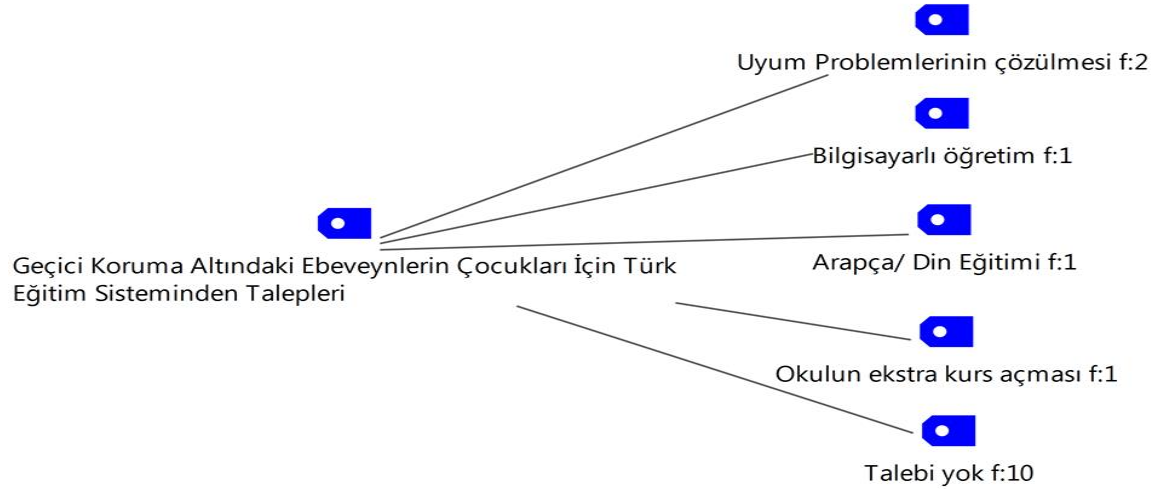 Uyum Problemlerinin çözülmesi f:2
Bilgisayarlı öğretim f:1
Geçici Koruma Altındaki Ebeveynlerin Çocukları İçin Türk
Eğitim Sisteminden Talepleri
Arapça/ Din Eğitimi f:1
Okulun ekstra kurs açması f:1
Talebi yok f:10